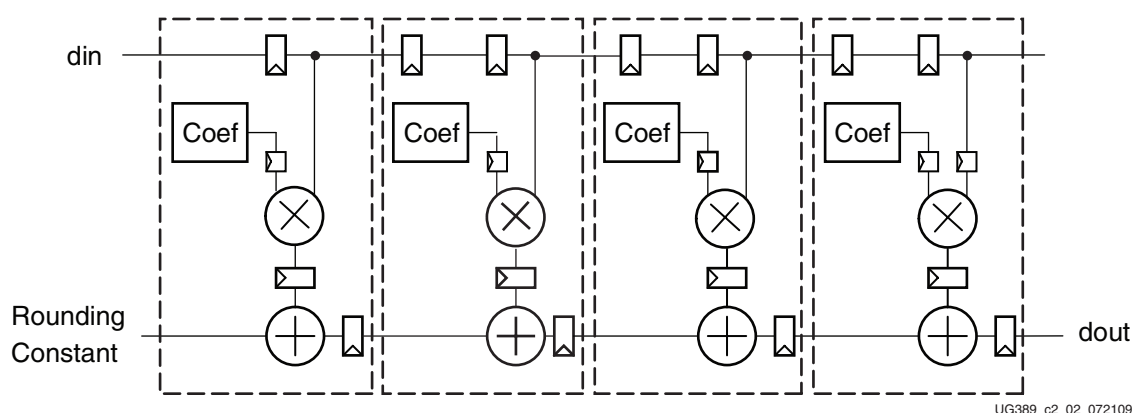 din
Coef
Coef
Coef
Coef
Rounding
Constant
dout
UG389_c2_02_072109